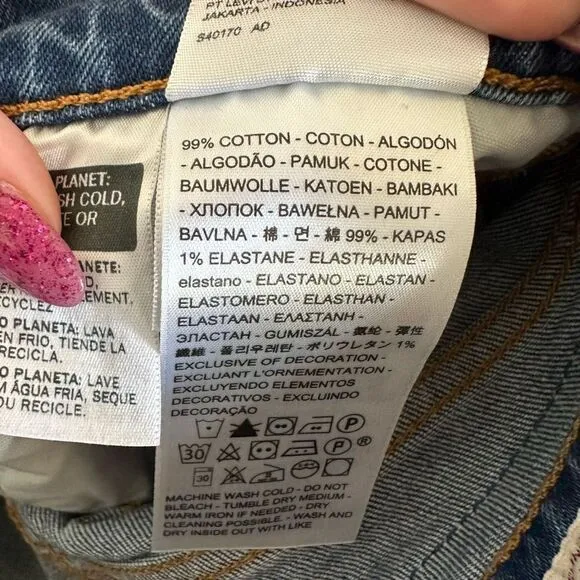 PT LEVI
JAKARTA - INDONESIA
S40170 AD
99% COTTON - COTON - ALGODÓN
- ALGODÃO - PAMUK - COTONE -
BAUMWOLLE - KATOEN - BAMBAKI
- ХЛОПОК - BAWEŁNA - PAMUT -
BAVLNA - 棉 - 면 - 綿 99% - KAPAS
1% ELASTANE - ELASTHANNE -
elastano - ELASTANO - ELASTAN -
ELASTOMERO - ELASTHAN -
ELASTAAN - ΕΛΑΣΤΑΝΗ -
ЭЛАСТАН - GUMISZÁL - 氨纶 - 彈性
纖維 - 폴리우레탄 - ポリウレタン 1%
EXCLUSIVE OF DECORATION -
EXCLUANT L'ORNEMENTATION -
EXCLUYENDO ELEMENTOS
DECORATIVOS - EXCLUINDO
DECORAÇÃO
P
30 P ®
30
MACHINE WASH COLD - DO NOT
BLEACH - TUMBLE DRY MEDIUM -
WARM IRON IF NEEDED - DRY
CLEANING POSSIBLE - WASH AND
DRY INSIDE OUT WITH LIKE
PLANET:
SH COLD,
E OR
ANETE:
D,
EMENT.
ECYCLEZ
O PLANETA: LAVA
EN FRIO, TIENDE LA
RECICLA.
O PLANETA: LAVE
M ÁGUA FRIA, SEQUE
OU RECICLE.